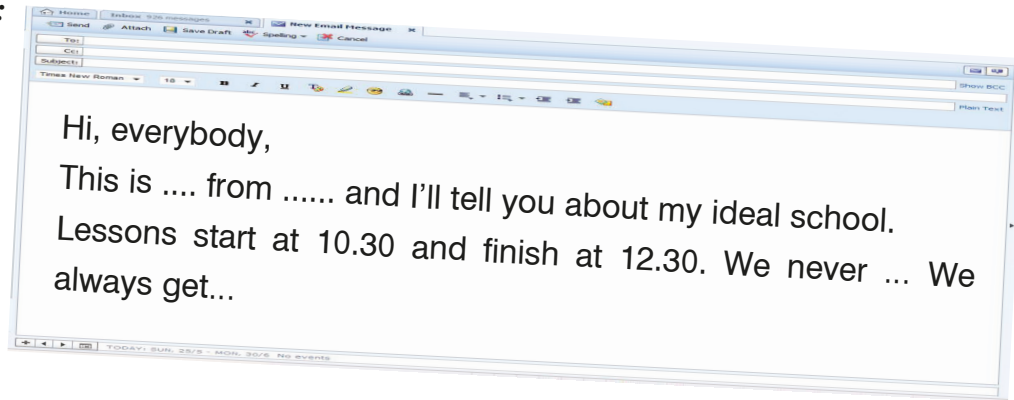 :
Home Inbox 926 messages New Email Message
Send Attach Save Draft Spelling Cancel
To:
Cc:
Subject: Show BCC
Times New Roman 10 B I U Plain Text
Hi, everybody,
This is .... from ...... and I'll tell you about my ideal school.
Lessons start at 10.30 and finish at 12.30. We never ... We
always get...
TODAY: SUN, 29/5 - MON, 30/6 No events